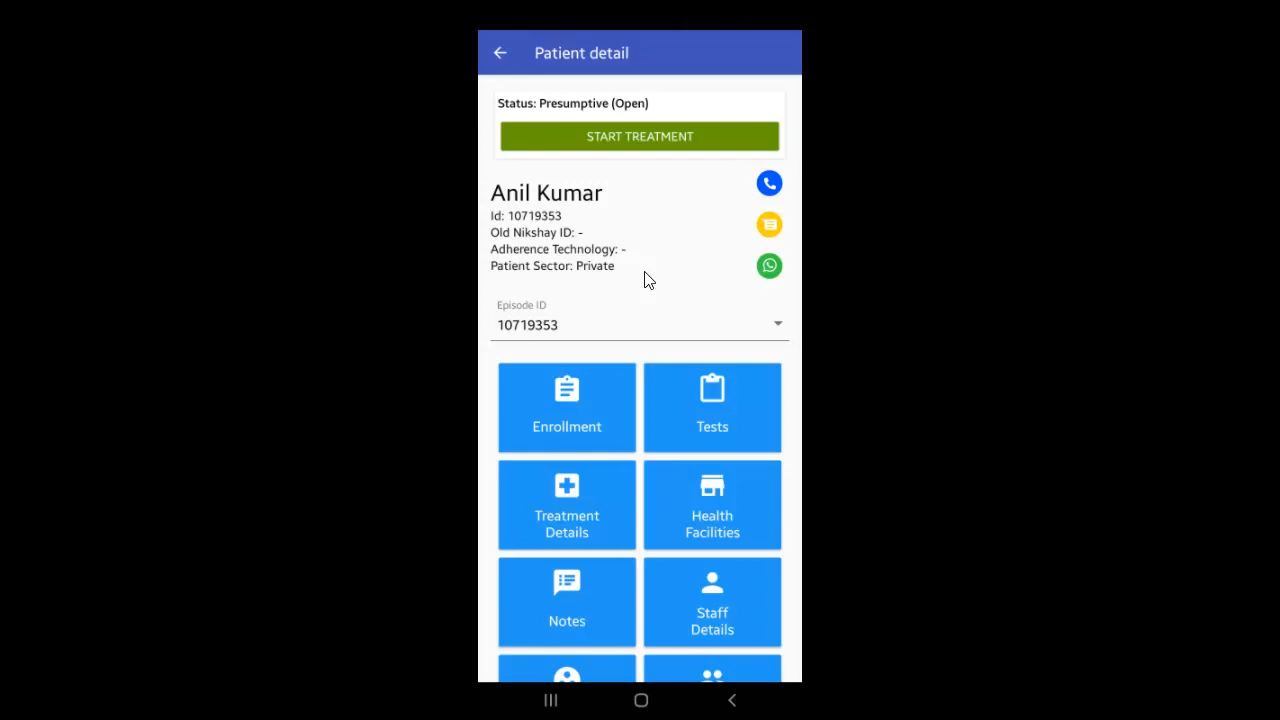 Patient detail
Status: Presumptive (Open)
START TREATMENT
Anil Kumar
Id: 10719353
Old Nikshay ID: -
Adherence Technology: -
Patient Sector: Private
Episode ID
10719353
Enrollment
Tests
Treatment
Details
Health
Facilities
Notes
Staff
Details